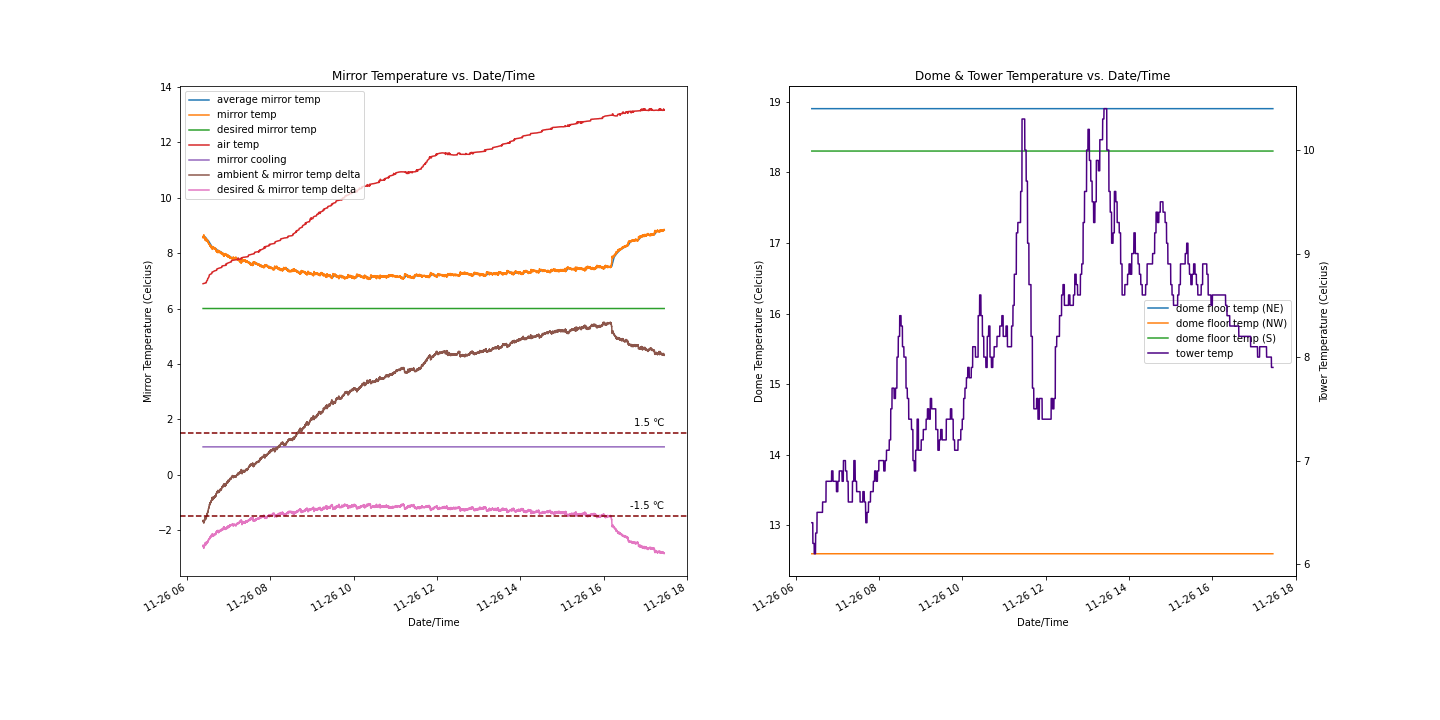 Mirror Temperature vs. Date/Time
Mirror Temperature (Celcius)
14
12
10
8
6
4
2
0
−2
average mirror temp
mirror temp
desired mirror temp
air temp
mirror cooling
ambient & mirror temp delta
desired & mirror temp delta
1.5 °C
-1.5 °C
11-26 06
11-26 08
11-26 10
11-26 12
11-26 14
11-26 16
11-26 18
Date/Time
Dome & Tower Temperature vs. Date/Time
Dome Temperature (Celcius)
19
18
17
16
15
14
13
dome floor temp (NE)
dome floor temp (NW)
dome floor temp (S)
tower temp
10
9
8
7
6
Tower Temperature (Celcius)
11-26 06
11-26 08
11-26 10
11-26 12
11-26 14
11-26 16
11-26 18
Date/Time